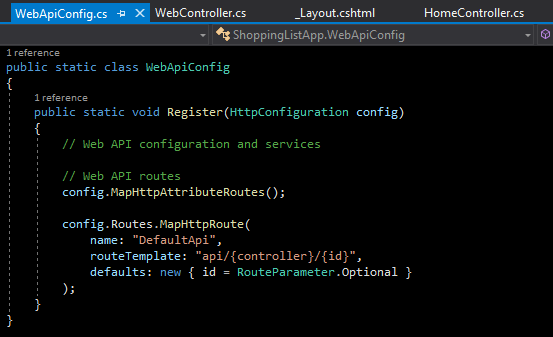 WebApiConfig.cs WebController.cs _Layout.cshtml HomeController.cs
ShoppingListApp.WebApiConfig
1 reference
public static class WebApiConfig
{
1 reference
public static void Register(HttpConfiguration config)
{
// Web API configuration and services
// Web API routes
config.MapHttpAttributeRoutes();
config.Routes.MapHttpRoute(
name: "DefaultApi",
routeTemplate: "api/{controller}/{id}",
defaults: new { id = RouteParameter.Optional }
);
}
}